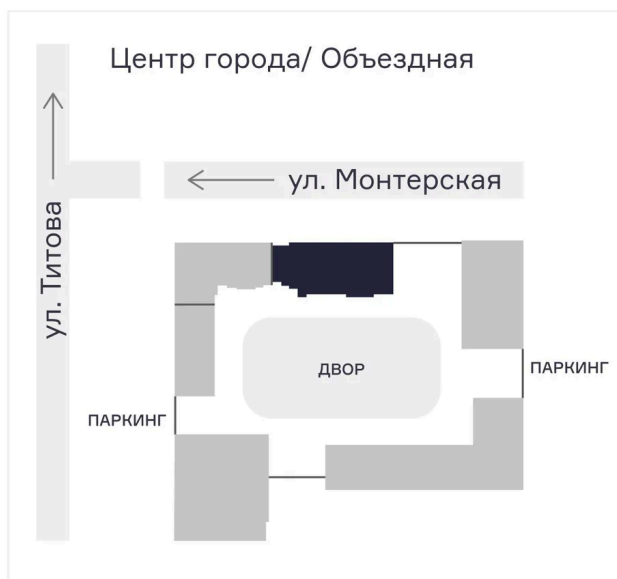 Центр города/ Объездная
ул. Монтерская
ул. Титова
ДВОР
ПАРКИНГ
ПАРКИНГ